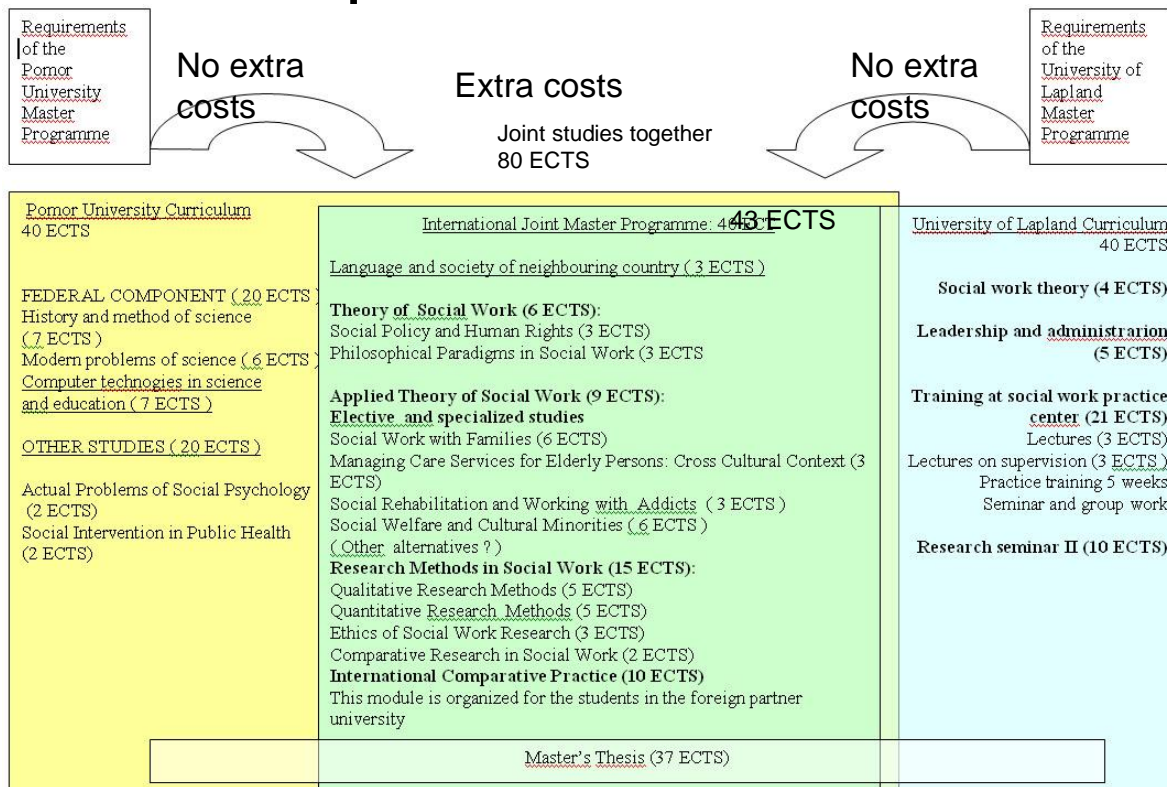 Requirements
of the
Pomor
University
Master
Programme
No extra
costs
Extra costs
Joint studies together
80 ECTS
No extra
costs
Requirements
of the
University of
Lapland
Master
Programme
Pomor University Curriculum
40 ECTS
FEDERAL COMPONENT ( 20 ECTS )
History and method of science
( 7 ECTS )
Modern problems of science ( 6 ECTS )
Computer technogies in science
and education ( 7 ECTS )
OTHER STUDIES ( 20 ECTS )
Actual Problems of Social Psychology
(2 ECTS)
Social Intervention in Public Health
(2 ECTS)
International Joint Master Programme: 40 ECT
43 ECTS
Language and society of neighbouring country ( 3 ECTS )
Theory of Social Work (6 ECTS):
Social Policy and Human Rights (3 ECTS)
Philosophical Paradigms in Social Work (3 ECTS
Applied Theory of Social Work (9 ECTS):
Elective and specialized studies
Social Work with Families (6 ECTS)
Managing Care Services for Elderly Persons: Cross Cultural Context (3
ECTS)
Social Rehabilitation and Working with Addicts ( 3 ECTS )
Social Welfare and Cultural Minorities ( 6 ECTS )
( Other alternatives ? )
Research Methods in Social Work (15 ECTS):
Qualitative Research Methods (5 ECTS)
Quantitative Research Methods (5 ECTS)
Ethics of Social Work Research (3 ECTS)
Comparative Research in Social Work (2 ECTS)
International Comparative Practice (10 ECTS)
This module is organized for the students in the foreign partner
university
University of Lapland Curriculum
40 ECTS
Social work theory (4 ECTS)
Leadership and administrarion
(5 ECTS)
Training at social work practice
center (21 ECTS)
Lectures (3 ECTS)
Lectures on supervision (3 ECTS )
Practice training 5 weeks
Seminar and group work
Research seminar II (10 ECTS)
Master's Thesis (37 ECTS)